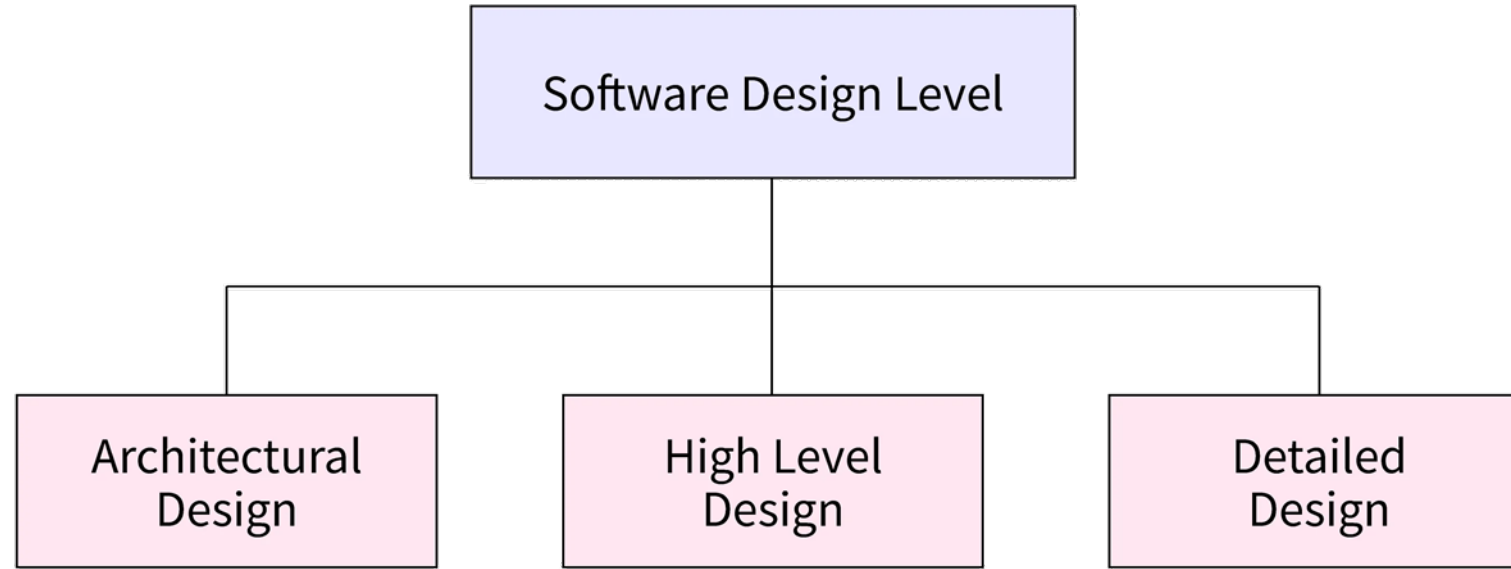 Software Design Level
Architectural
Design
High Level
Design
Detailed
Design